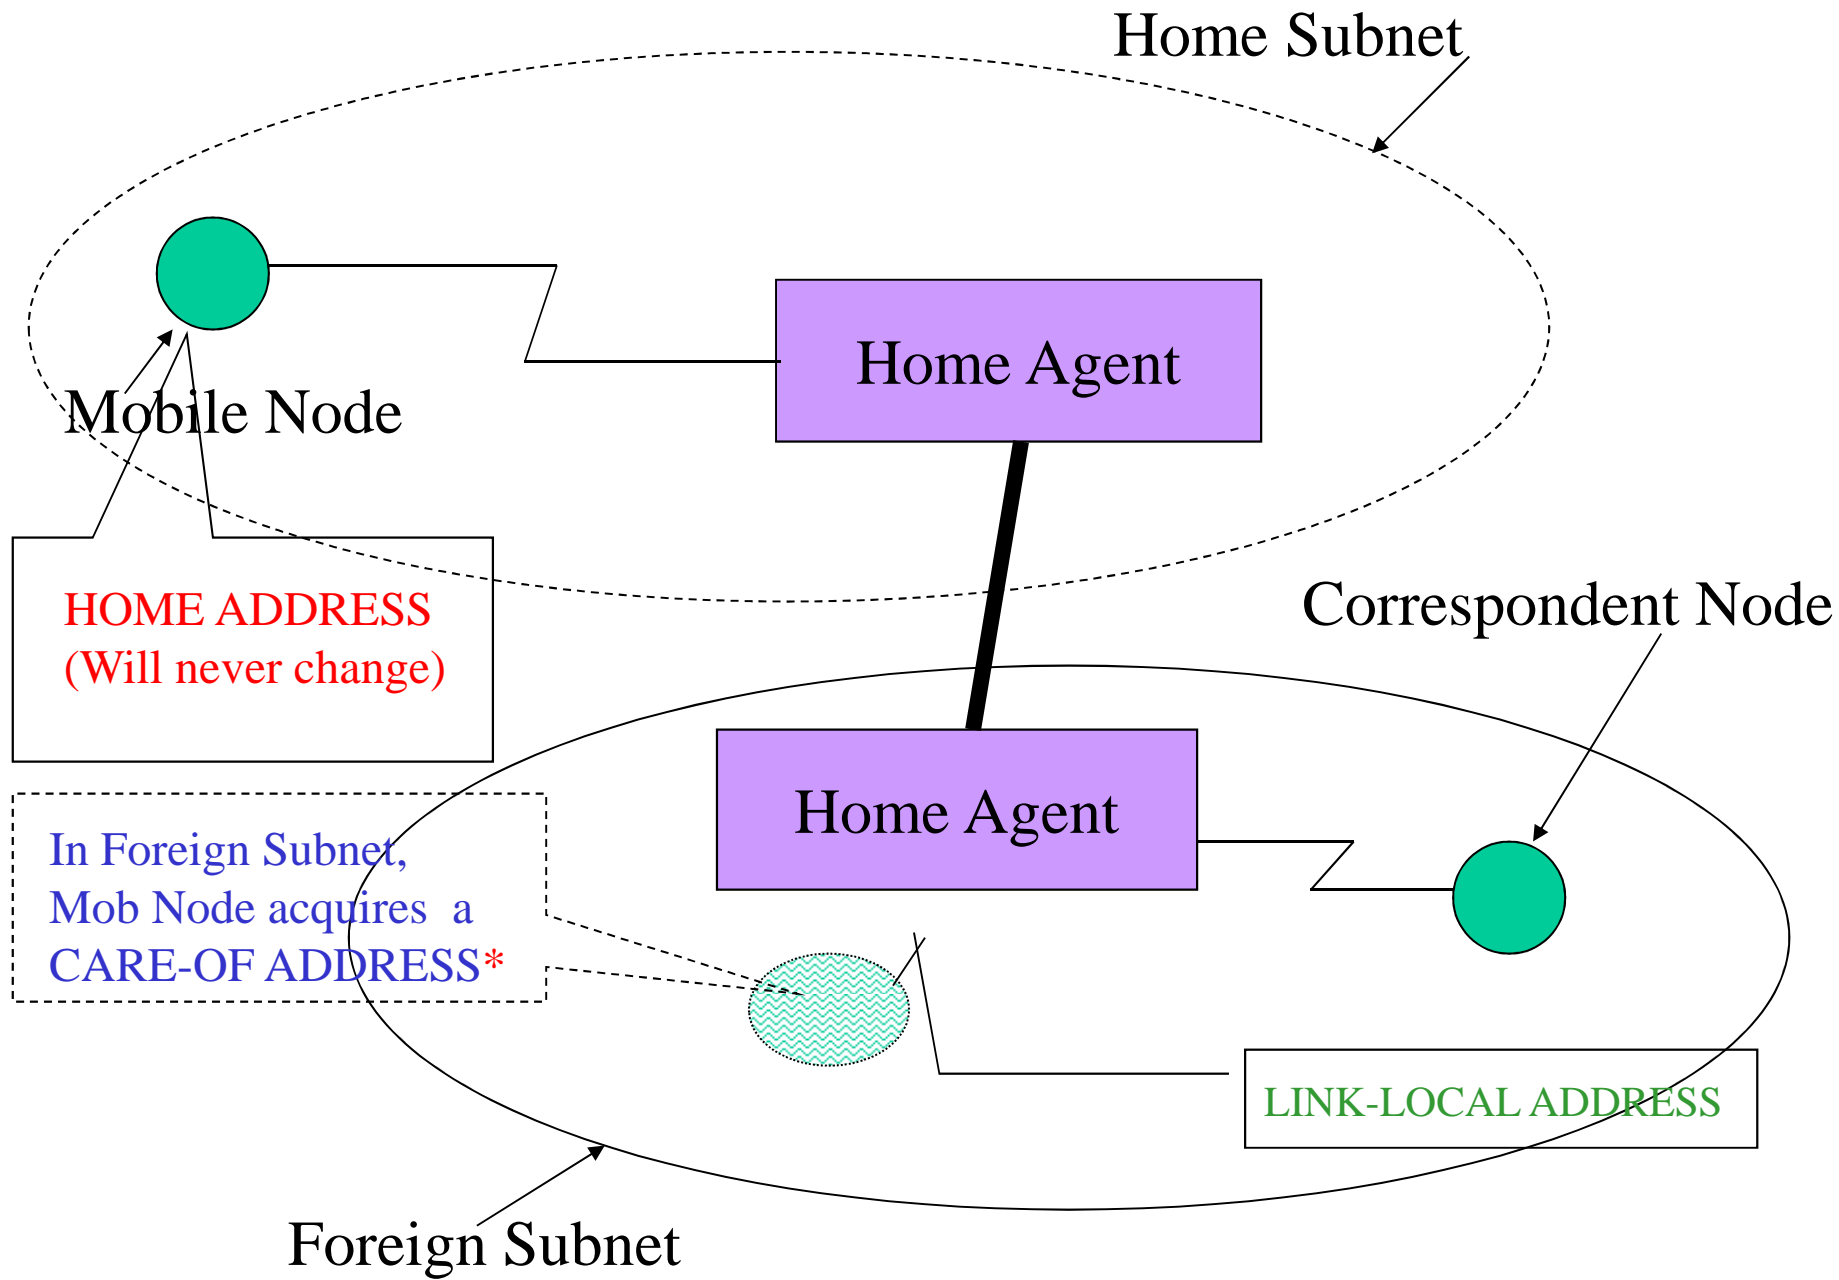 Home Subnet
Home Agent
Mobile Node
HOME ADDRESS
(Will never change)
Correspondent Node
Home Agent
In Foreign Subnet,
Mob Node acquires  a
CARE-OF ADDRESS*
LINK-LOCAL ADDRESS
Foreign Subnet